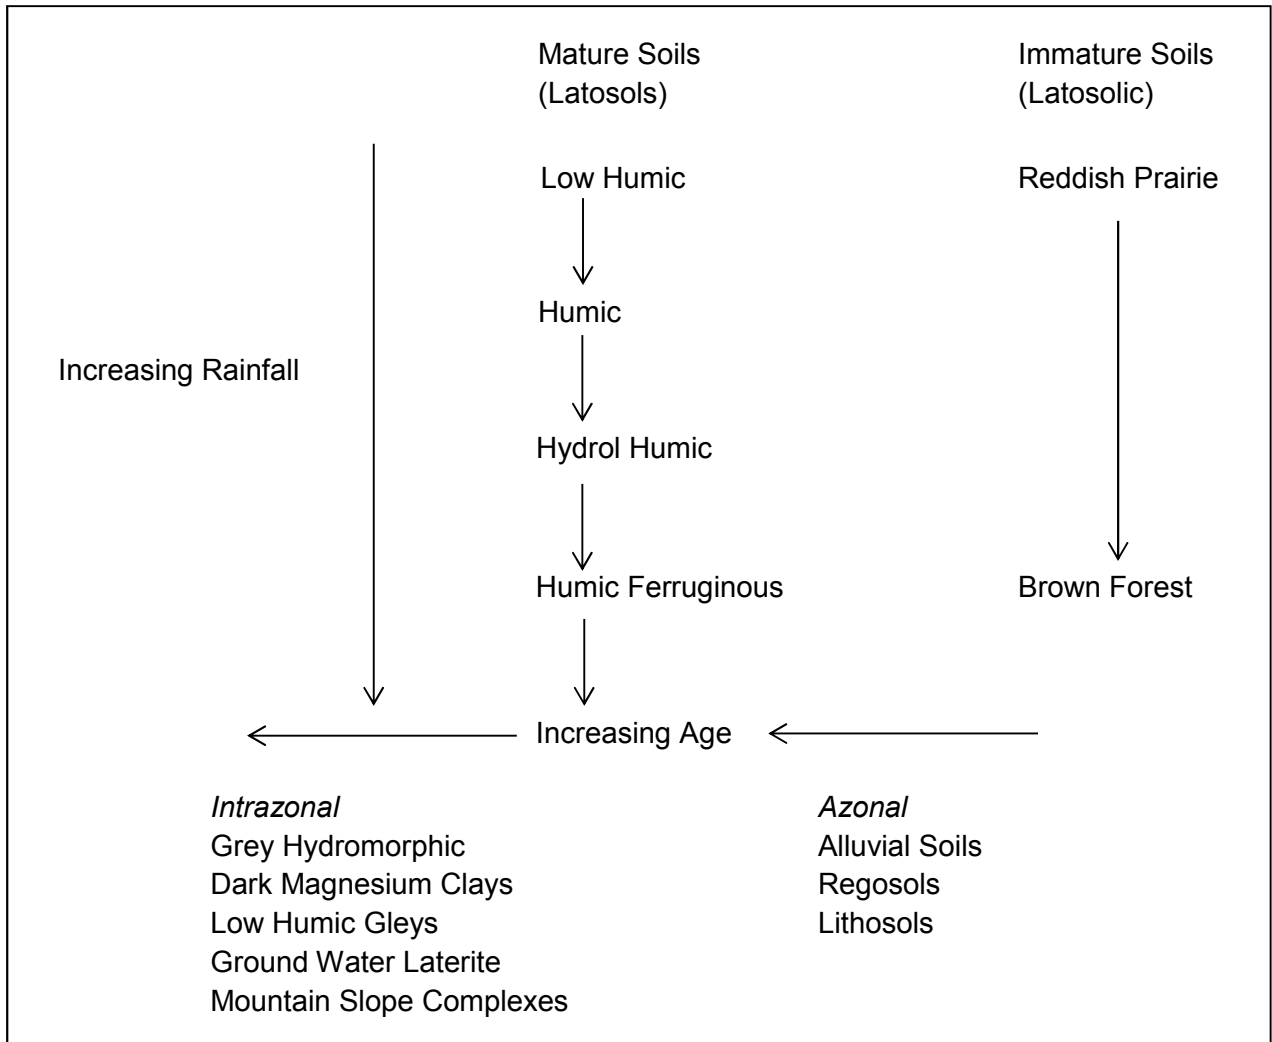 Mature Soils
(Latosols)
Immature Soils
(Latosolic)
Low Humic
Reddish Prairie
Humic
Increasing Rainfall
Hydrol Humic
Humic Ferruginous
Brown Forest
Increasing Age
Intrazonal
Grey Hydromorphic
Dark Magnesium Clays
Low Humic Gleys
Ground Water Laterite
Mountain Slope Complexes
Azonal
Alluvial Soils
Regosols
Lithosols